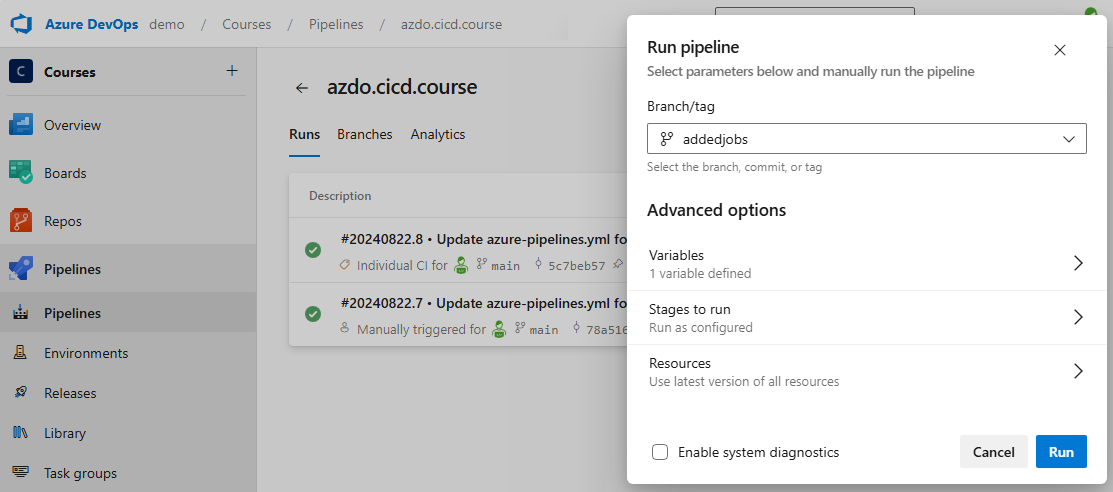 Azure DevOps demo / Courses / Pipelines / azdo.cicd.course
C Courses +
Overview
Boards
Repos
Pipelines
Pipelines
Environments
Releases
Library
Task groups
← azdo.cicd.course
Runs Branches Analytics
Description
#20240822.8 • Update azure-pipelines.yml fo
Individual CI for main 5c7beb57
#20240822.7 • Update azure-pipelines.yml fo
Manually triggered for main 78a516
Run pipeline
Select parameters below and manually run the pipeline
Branch/tag
addedjobs
Select the branch, commit, or tag
Advanced options
Variables
1 variable defined
Stages to run
Run as configured
Resources
Use latest version of all resources
Enable system diagnostics Cancel Run